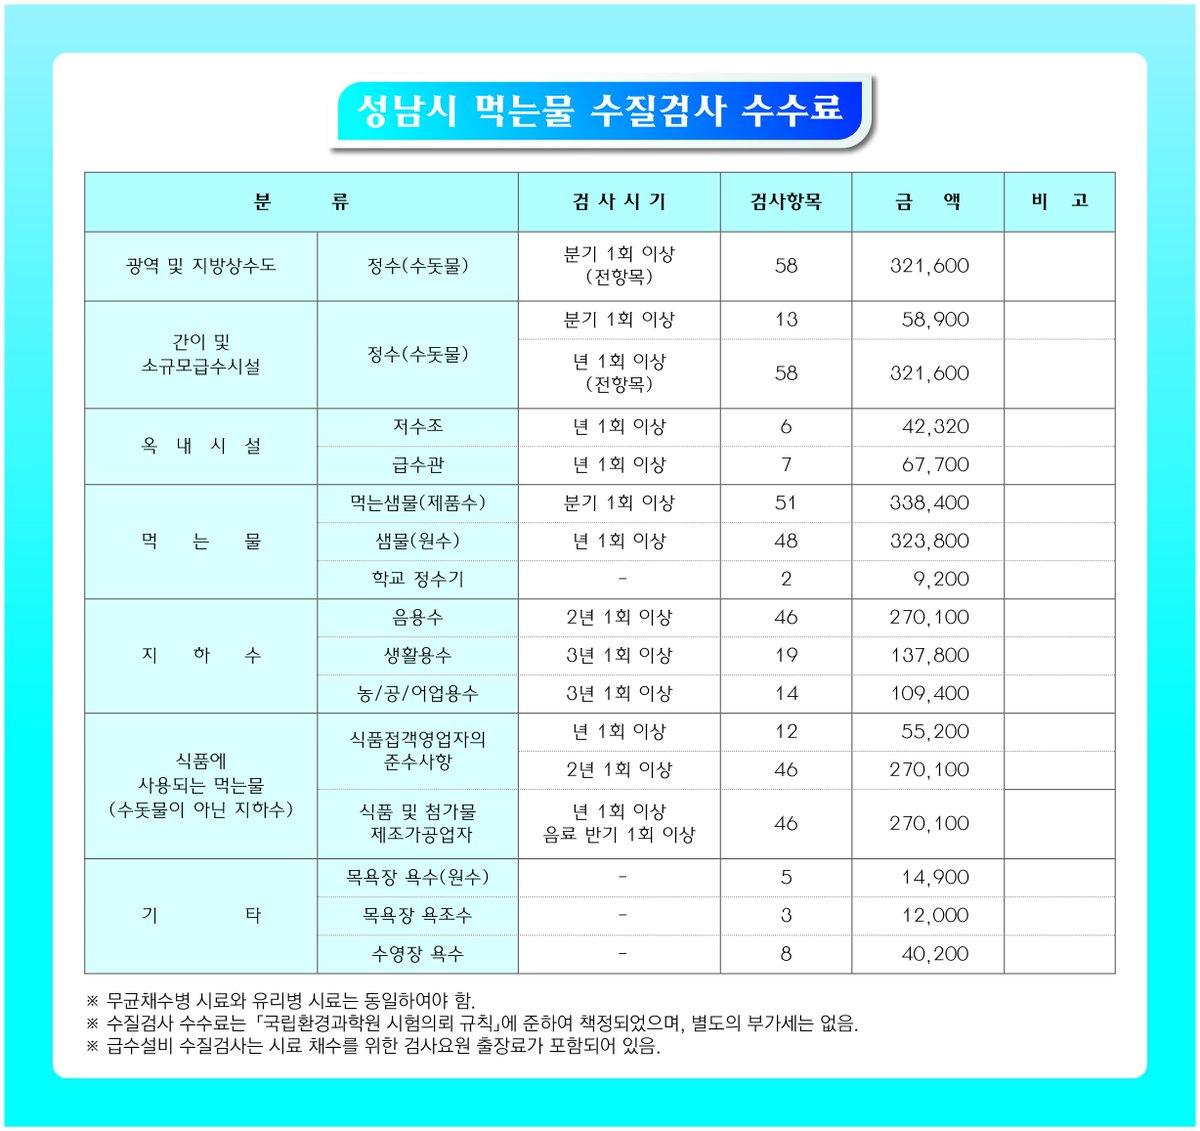 성남시 먹는물 수질검사 수수료
분 류 검 사 시 기 검사항목 금 액 비 고
광역 및 지방상수도 정수(수돗물) 분기 1회 이상 (전항목) 58 321,600
간이 및 소규모급수시설 정수(수돗물) 분기 1회 이상 13 58,900
년 1회 이상 (전항목) 58 321,600
옥 내 시 설 저수조 년 1회 이상 6 42,320
급수관 년 1회 이상 7 67,700
먹 는 물 먹는샘물(제품수) 분기 1회 이상 51 338,400
샘물(원수) 년 1회 이상 48 323,800
학교 정수기 - 2 9,200
지 하 수 음용수 2년 1회 이상 46 270,100
생활용수 3년 1회 이상 19 137,800
농/공/어업용수 3년 1회 이상 14 109,400
식품에 사용되는 먹는물 (수돗물이 아닌 지하수) 식품접객영업자의 준수사항 년 1회 이상 12 55,200
2년 1회 이상 46 270,100
식품 및 첨가물 제조가공업자 년 1회 이상 음료 반기 1회 이상 46 270,100
기 타 목욕장 욕수(원수) - 5 14,900
목욕장 욕조수 - 3 12,000
수영장 욕수 - 8 40,200
※ 무균채수병 시료와 유리병 시료는 동일하여야 함.
※ 수질검사 수수료는 「국립환경과학원 시험의뢰 규칙」에 준하여 책정되었으며, 별도의 부가세는 없음.
※ 급수설비 수질검사는 시료 채수를 위한 검사요원 출장료가 포함되어 있음.